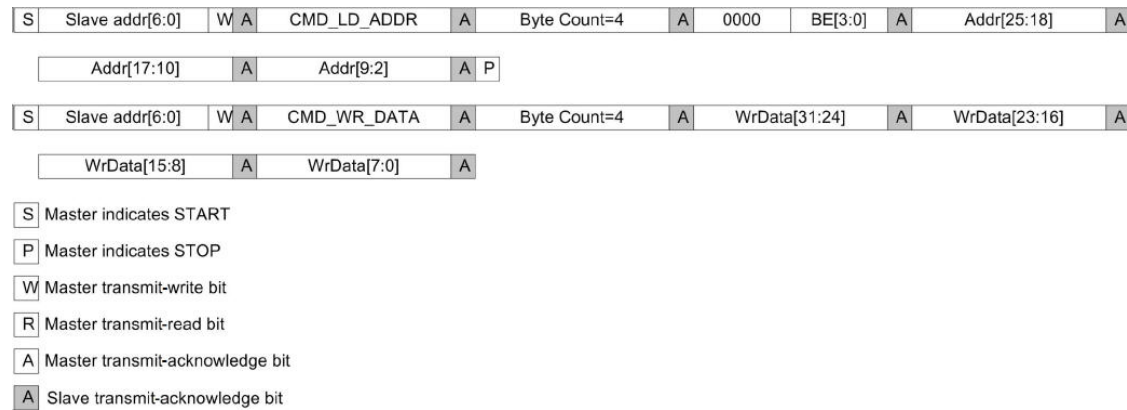 S Slave addr[6:0] W A CMD_LD_ADDR A Byte Count=4 A 0000 BE[3:0] A Addr[25:18] A
Addr[17:10] A Addr[9:2] A P
S Slave addr[6:0] W A CMD_WR_DATA A Byte Count=4 A WrData[31:24] A WrData[23:16] A
WrData[15:8] A WrData[7:0] A
S Master indicates START
P Master indicates STOP
W Master transmit-write bit
R Master transmit-read bit
A Master transmit-acknowledge bit
A Slave transmit-acknowledge bit